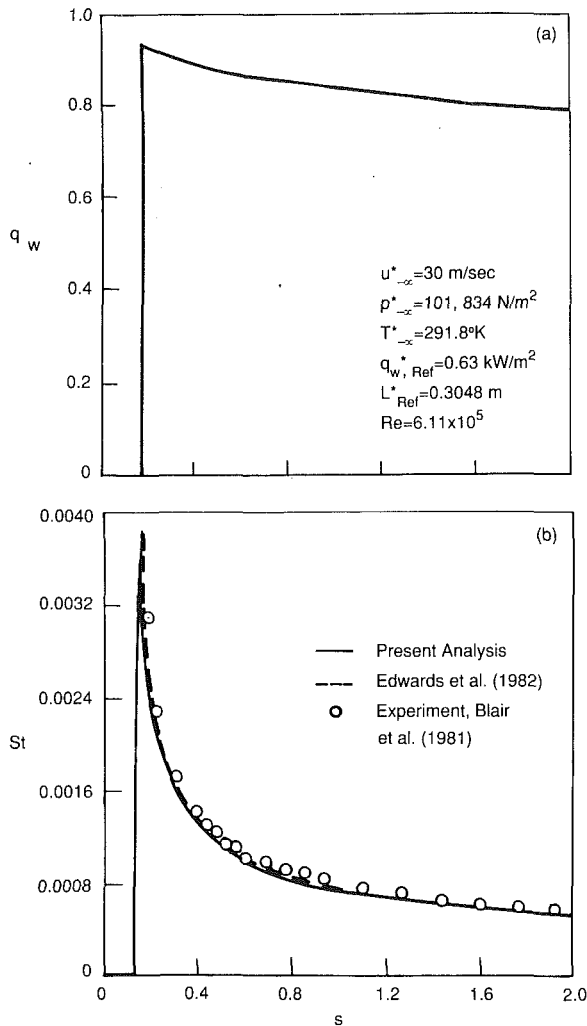 1.0
(a)
0.8
0.6
q w
0.4
0.2
0
u*₋∞=30 m/sec
p*₋∞=101, 834 N/m²
T*₋∞=291.8°K
q_w*, Ref=0.63 kW/m²
L*Ref=0.3048 m
Re=6.11x10⁵
0.0040
(b)
0.0032
0.0024
St
0.0016
0.0008
0
Present Analysis
Edwards et al. (1982)
Experiment, Blair
et al. (1981)
0 0.4 0.8 1.2 1.6 2.0
s